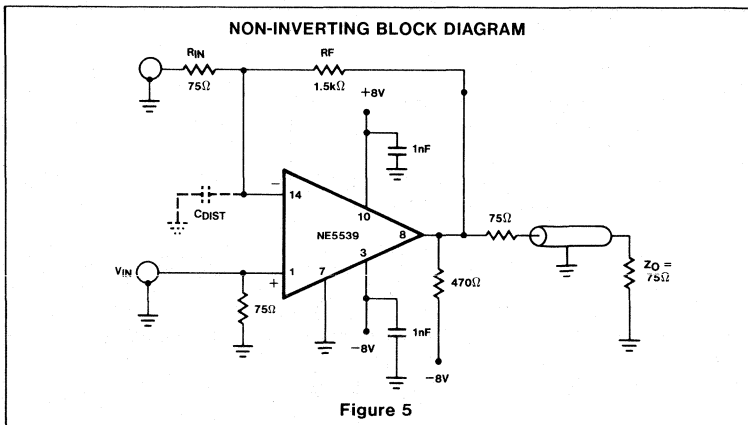 NON-INVERTING BLOCK DIAGRAM
RIN
75Ω
RF
1.5kΩ
+8V
1nF
CDIST
−
14
10
NE5539
8
75Ω
ZO =
75Ω
VIN
1
+
7
3
75Ω
470Ω
−8V
1nF
−8V
Figure 5